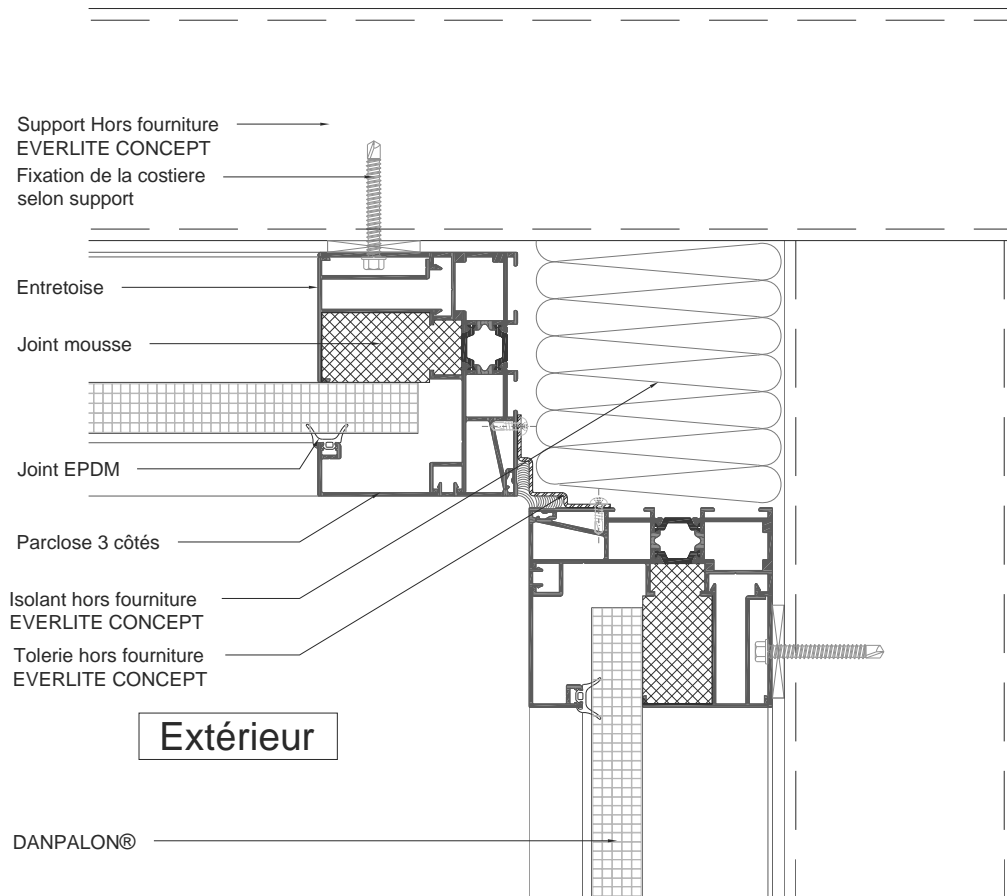 Support Hors fourniture
EVERLITE CONCEPT
Fixation de la costiere
selon support
Entretoise
Joint mousse
Joint EPDM
Parclose 3 côtés
Isolant hors fourniture
EVERLITE CONCEPT
Tolerie hors fourniture
EVERLITE CONCEPT
Extérieur
DANPALON®